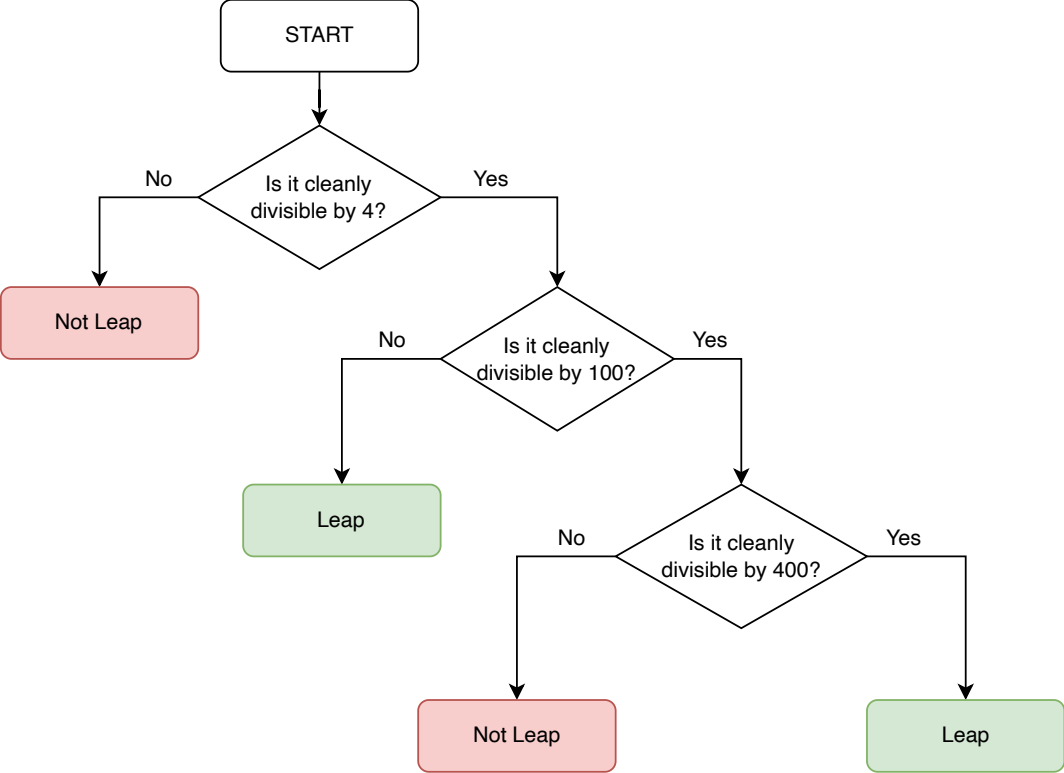 START
No
Yes
Is it cleanly
divisible by 4?
Not Leap
No
Yes
Is it cleanly
divisible by 100?
Leap
No
Yes
Is it cleanly
divisible by 400?
Not Leap
Leap